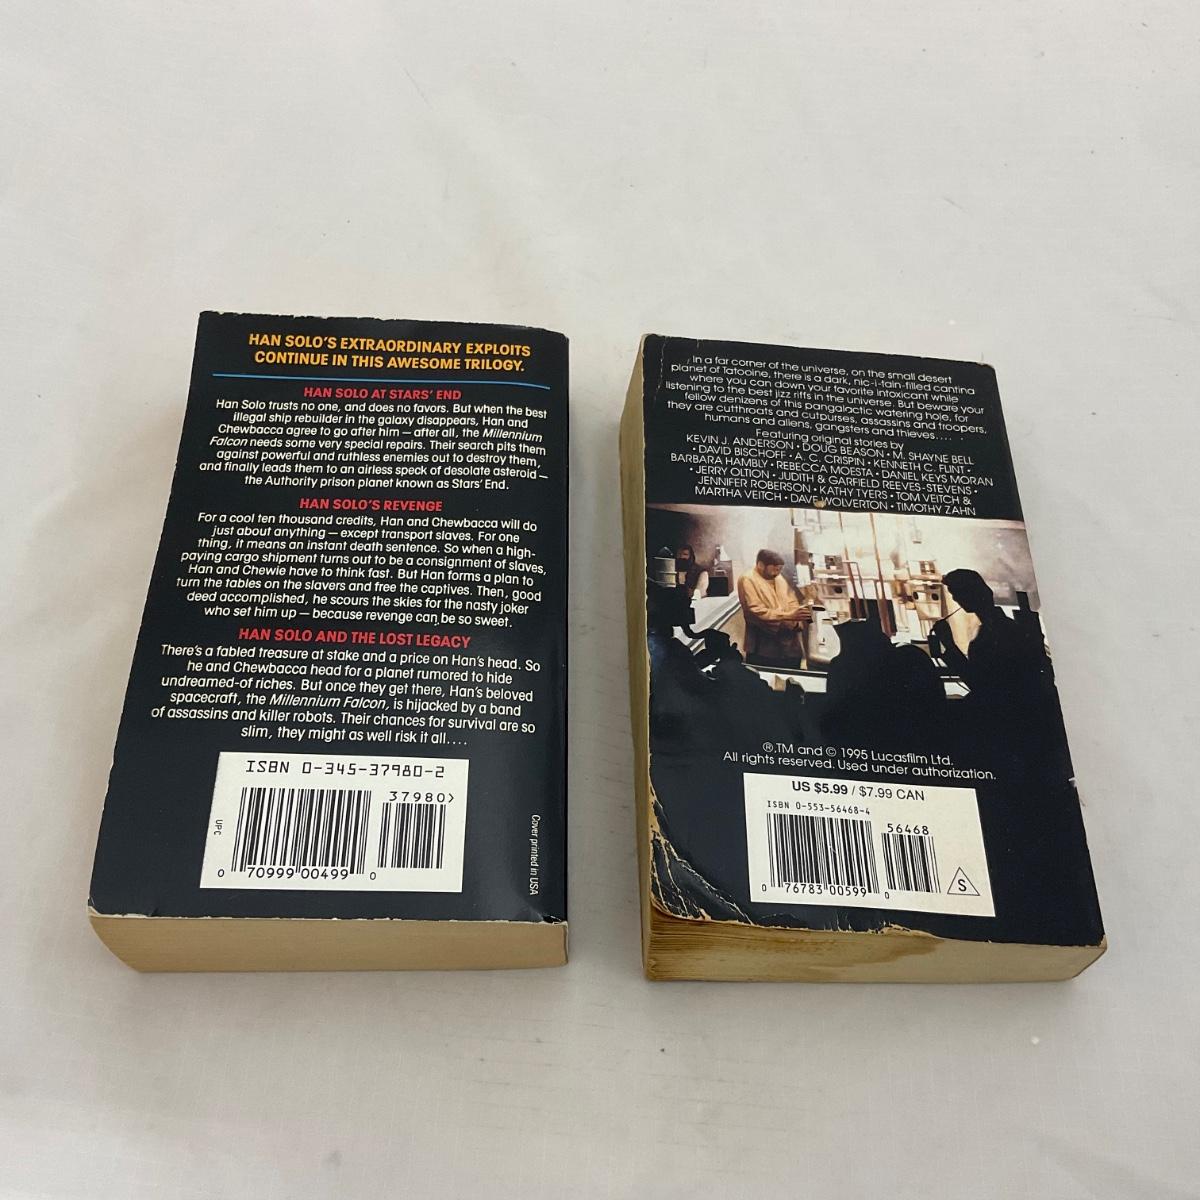 HAN SOLO'S EXTRAORDINARY EXPLOITS
CONTINUE IN THIS AWESOME TRILOGY.
HAN SOLO AT STARS' END
Han Solo trusts no one, and does no favors. But when the best
illegal ship rebuilder in the galaxy disappears, Han and
Chewbacca agree to go after him — after all, the Millennium
Falcon needs some very special repairs. Their search pits them
against powerful and ruthless enemies out to destroy them,
and finally leads them to an airless speck of desolate asteroid —
the Authority prison planet known as Stars' End.
HAN SOLO'S REVENGE
For a cool ten thousand credits, Han and Chewbacca will do
just about anything — except transport slaves. For one
thing, it means an instant death sentence. So when a high-
paying cargo shipment turns out to be a consignment of slaves,
Han and Chewie have to think fast. But Han forms a plan to
turn the tables on the slavers and free the captives. Then, good
deed accomplished, he scours the skies for the nasty joker
who set him up — because revenge can be so sweet.
HAN SOLO AND THE LOST LEGACY
There's a fabled treasure at stake and a price on Han's head. So
he and Chewbacca head for a planet rumored to hide
undreamed-of riches. But once they get there, Han's beloved
spacecraft, the Millennium Falcon, is hijacked by a band
of assassins and killer robots. Their chances for survival are so
slim, they might as well risk it all....
ISBN 0-345-37980-2
37980>
UPC
0 70999 00499 0
Cover printed in USA
In a far corner of the universe, on the small desert
planet of Tatooine, there is a dark, nic-i-tain-filled cantina
where you can down your favorite intoxicant while
listening to the best jizz riffs in the universe. But beware your
fellow denizens of this pangalactic watering hole, for
they are cutthroats and cutpurses, assassins and troopers,
humans and aliens, gangsters and thieves....
Featuring original stories by
KEVIN J. ANDERSON • DOUG BEASON • M. SHAYNE BELL
• DAVID BISCHOFF • A. C. CRISPIN • KENNETH C. FLINT •
BARBARA HAMBLY • REBECCA MOESTA • DANIEL KEYS MORAN
• JERRY OLTION • JUDITH & GARFIELD REEVES-STEVENS •
JENNIFER ROBERSON • KATHY TYERS • TOM VEITCH &
MARTHA VEITCH • DAVE WOLVERTON • TIMOTHY ZAHN
®,TM and © 1995 Lucasfilm Ltd.
All rights reserved. Used under authorization.
US $5.99 / $7.99 CAN
ISBN 0-553-56468-4
56468
0 76783 00599 0
S